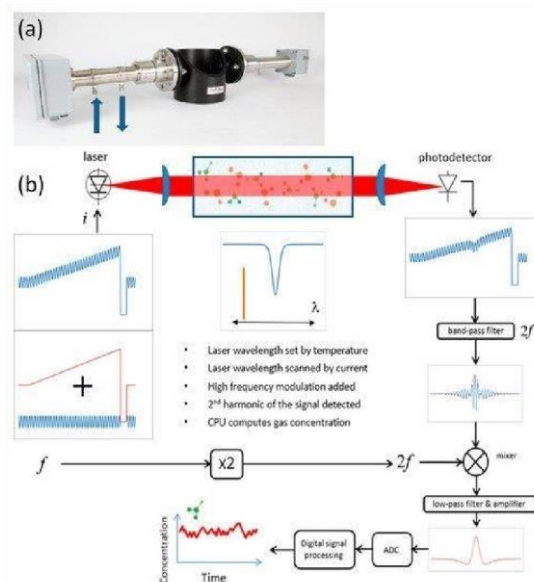 (a)
laser
photodetector
(b)
i
λ
band-pass filter
2f
• Laser wavelength set by temperature
• Laser wavelength scanned by current
• High frequency modulation added
• 2nd harmonic of the signal detected
• CPU computes gas concentration
+
f
x2
2f
mixer
low-pass filter & amplifier
Concentration
Time
Digital signal
processing
ADC